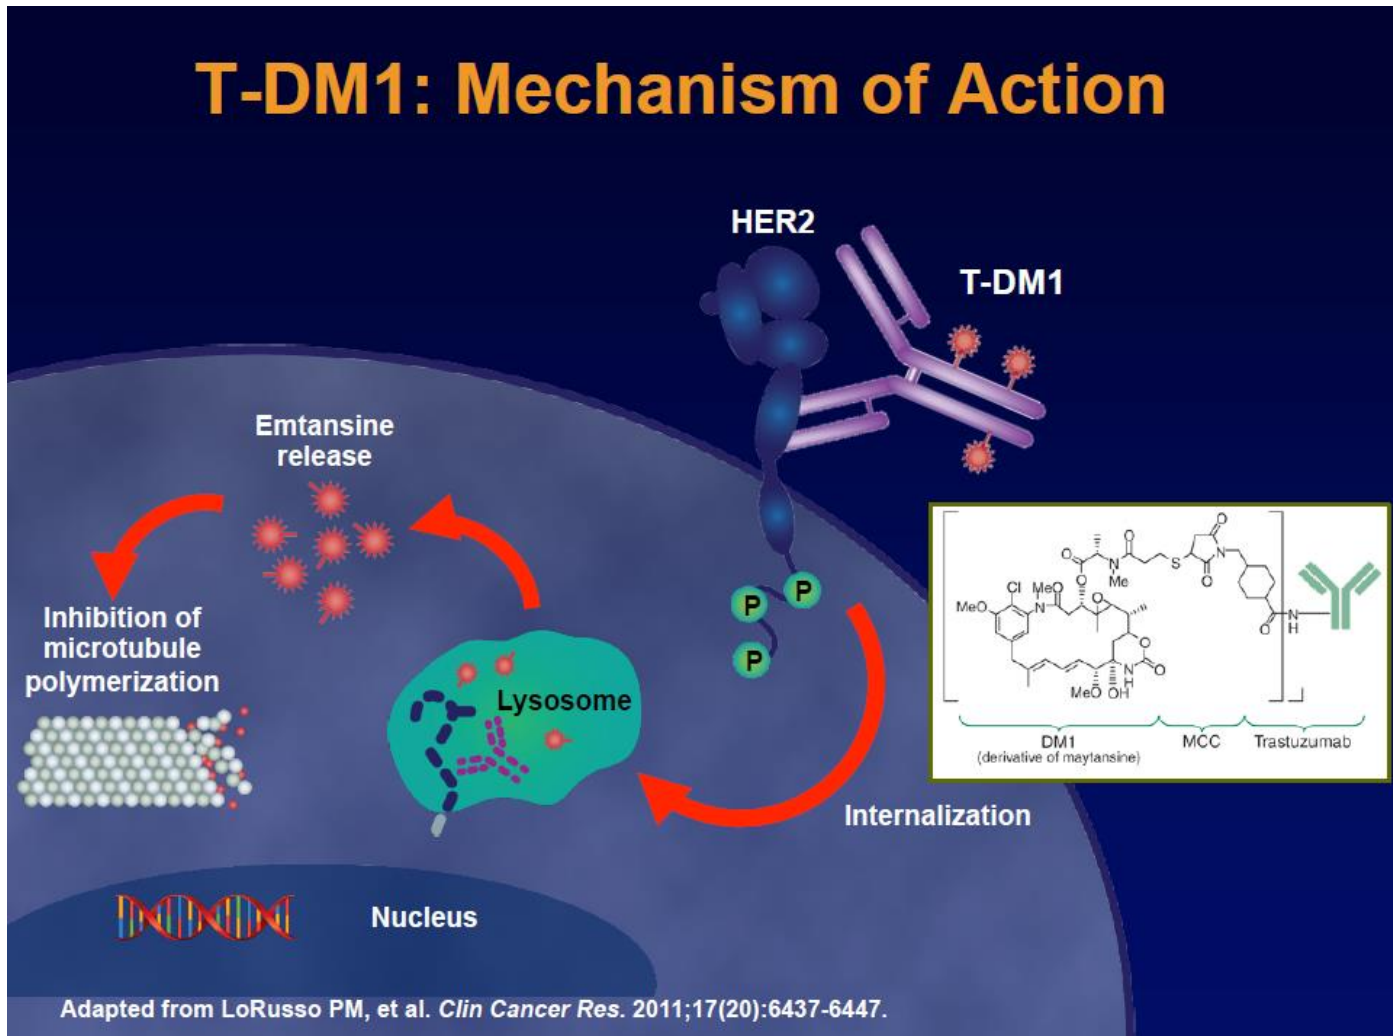 T-DM1: Mechanism of Action
HER2
T-DM1
Emtansine
release
Inhibition of
microtubule
polymerization
P
P
P
Lysosome
Internalization
Nucleus
O
O
O
N
Me
S
O
N
O
O
MeO
Cl
MeO
N
O
O
O
O
N
H
O
MeO
OH
O
N
H
DM1
(derivative of maytansine)
MCC
Trastuzumab
Adapted from LoRusso PM, et al. Clin Cancer Res. 2011;17(20):6437-6447.